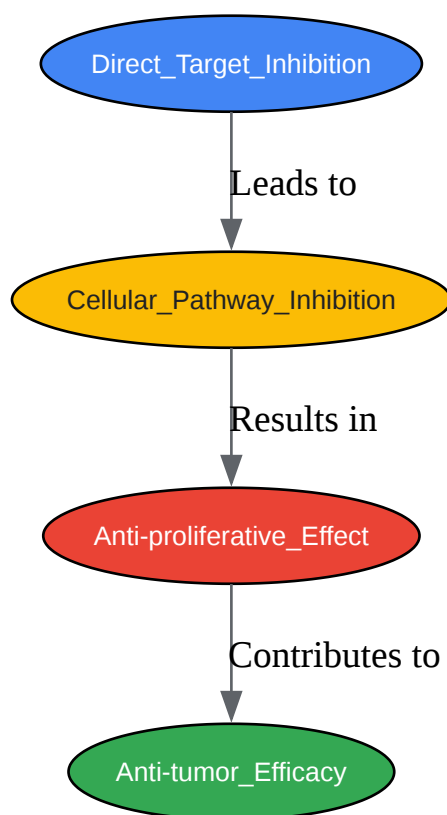 Direct_Target_Inhibition
Leads to
Cellular_Pathway_Inhibition
Results in
Anti-proliferative_Effect
Contributes to
Anti-tumor_Efficacy